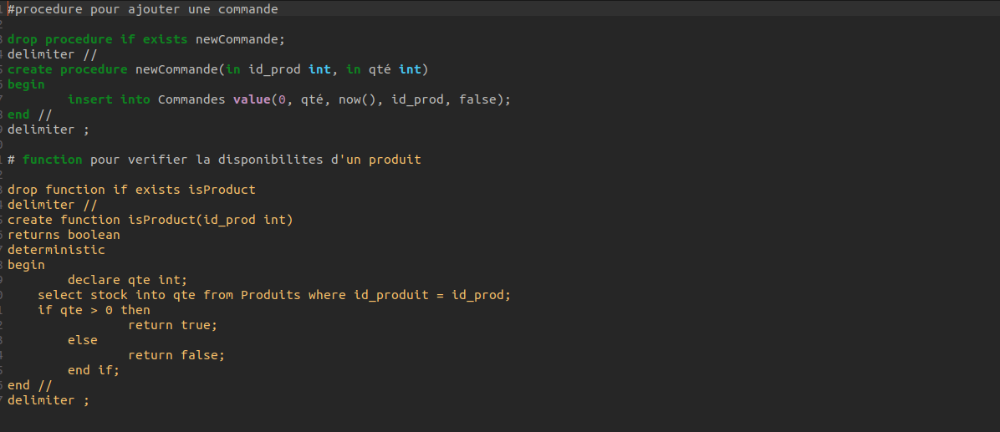 #procedure pour ajouter une commande
drop procedure if exists newCommande;
delimiter //
create procedure newCommande(in id_prod int, in qté int)
begin
insert into Commandes value(0, qté, now(), id_prod, false);
end //
delimiter ;
# function pour verifier la disponibilites d'un produit
drop function if exists isProduct
delimiter //
create function isProduct(id_prod int)
returns boolean
deterministic
begin
declare qte int;
select stock into qte from Produits where id_produit = id_prod;
if qte > 0 then
return true;
else
return false;
end if;
end //
delimiter ;